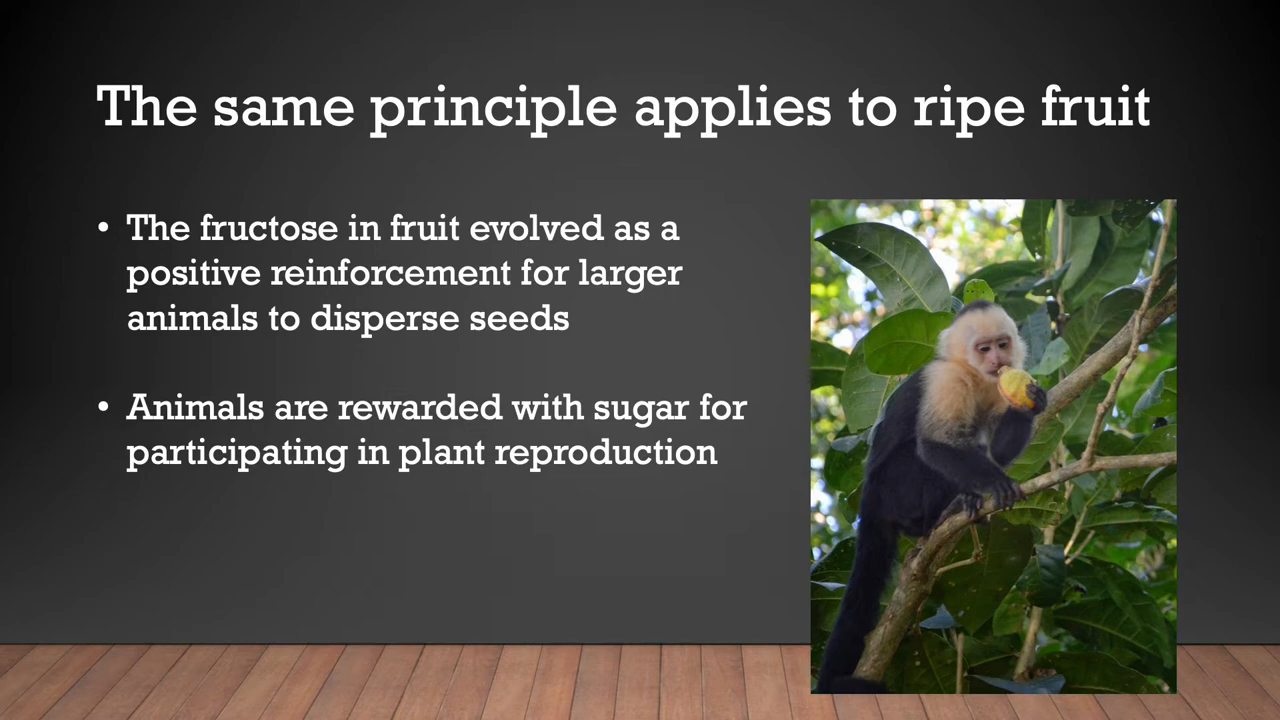 The same principle applies to ripe fruit
• The fructose in fruit evolved as a
positive reinforcement for larger
animals to disperse seeds
• Animals are rewarded with sugar for
participating in plant reproduction